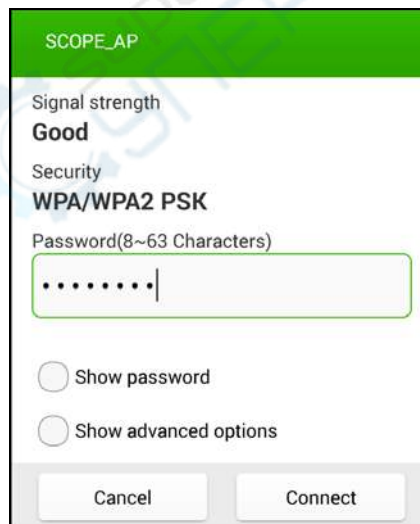 SCOPE_AP
Signal strength
Good
Security
WPA/WPA2 PSK
Password(8~63 Characters)
••••••••
Show password
Show advanced options
Cancel
Connect